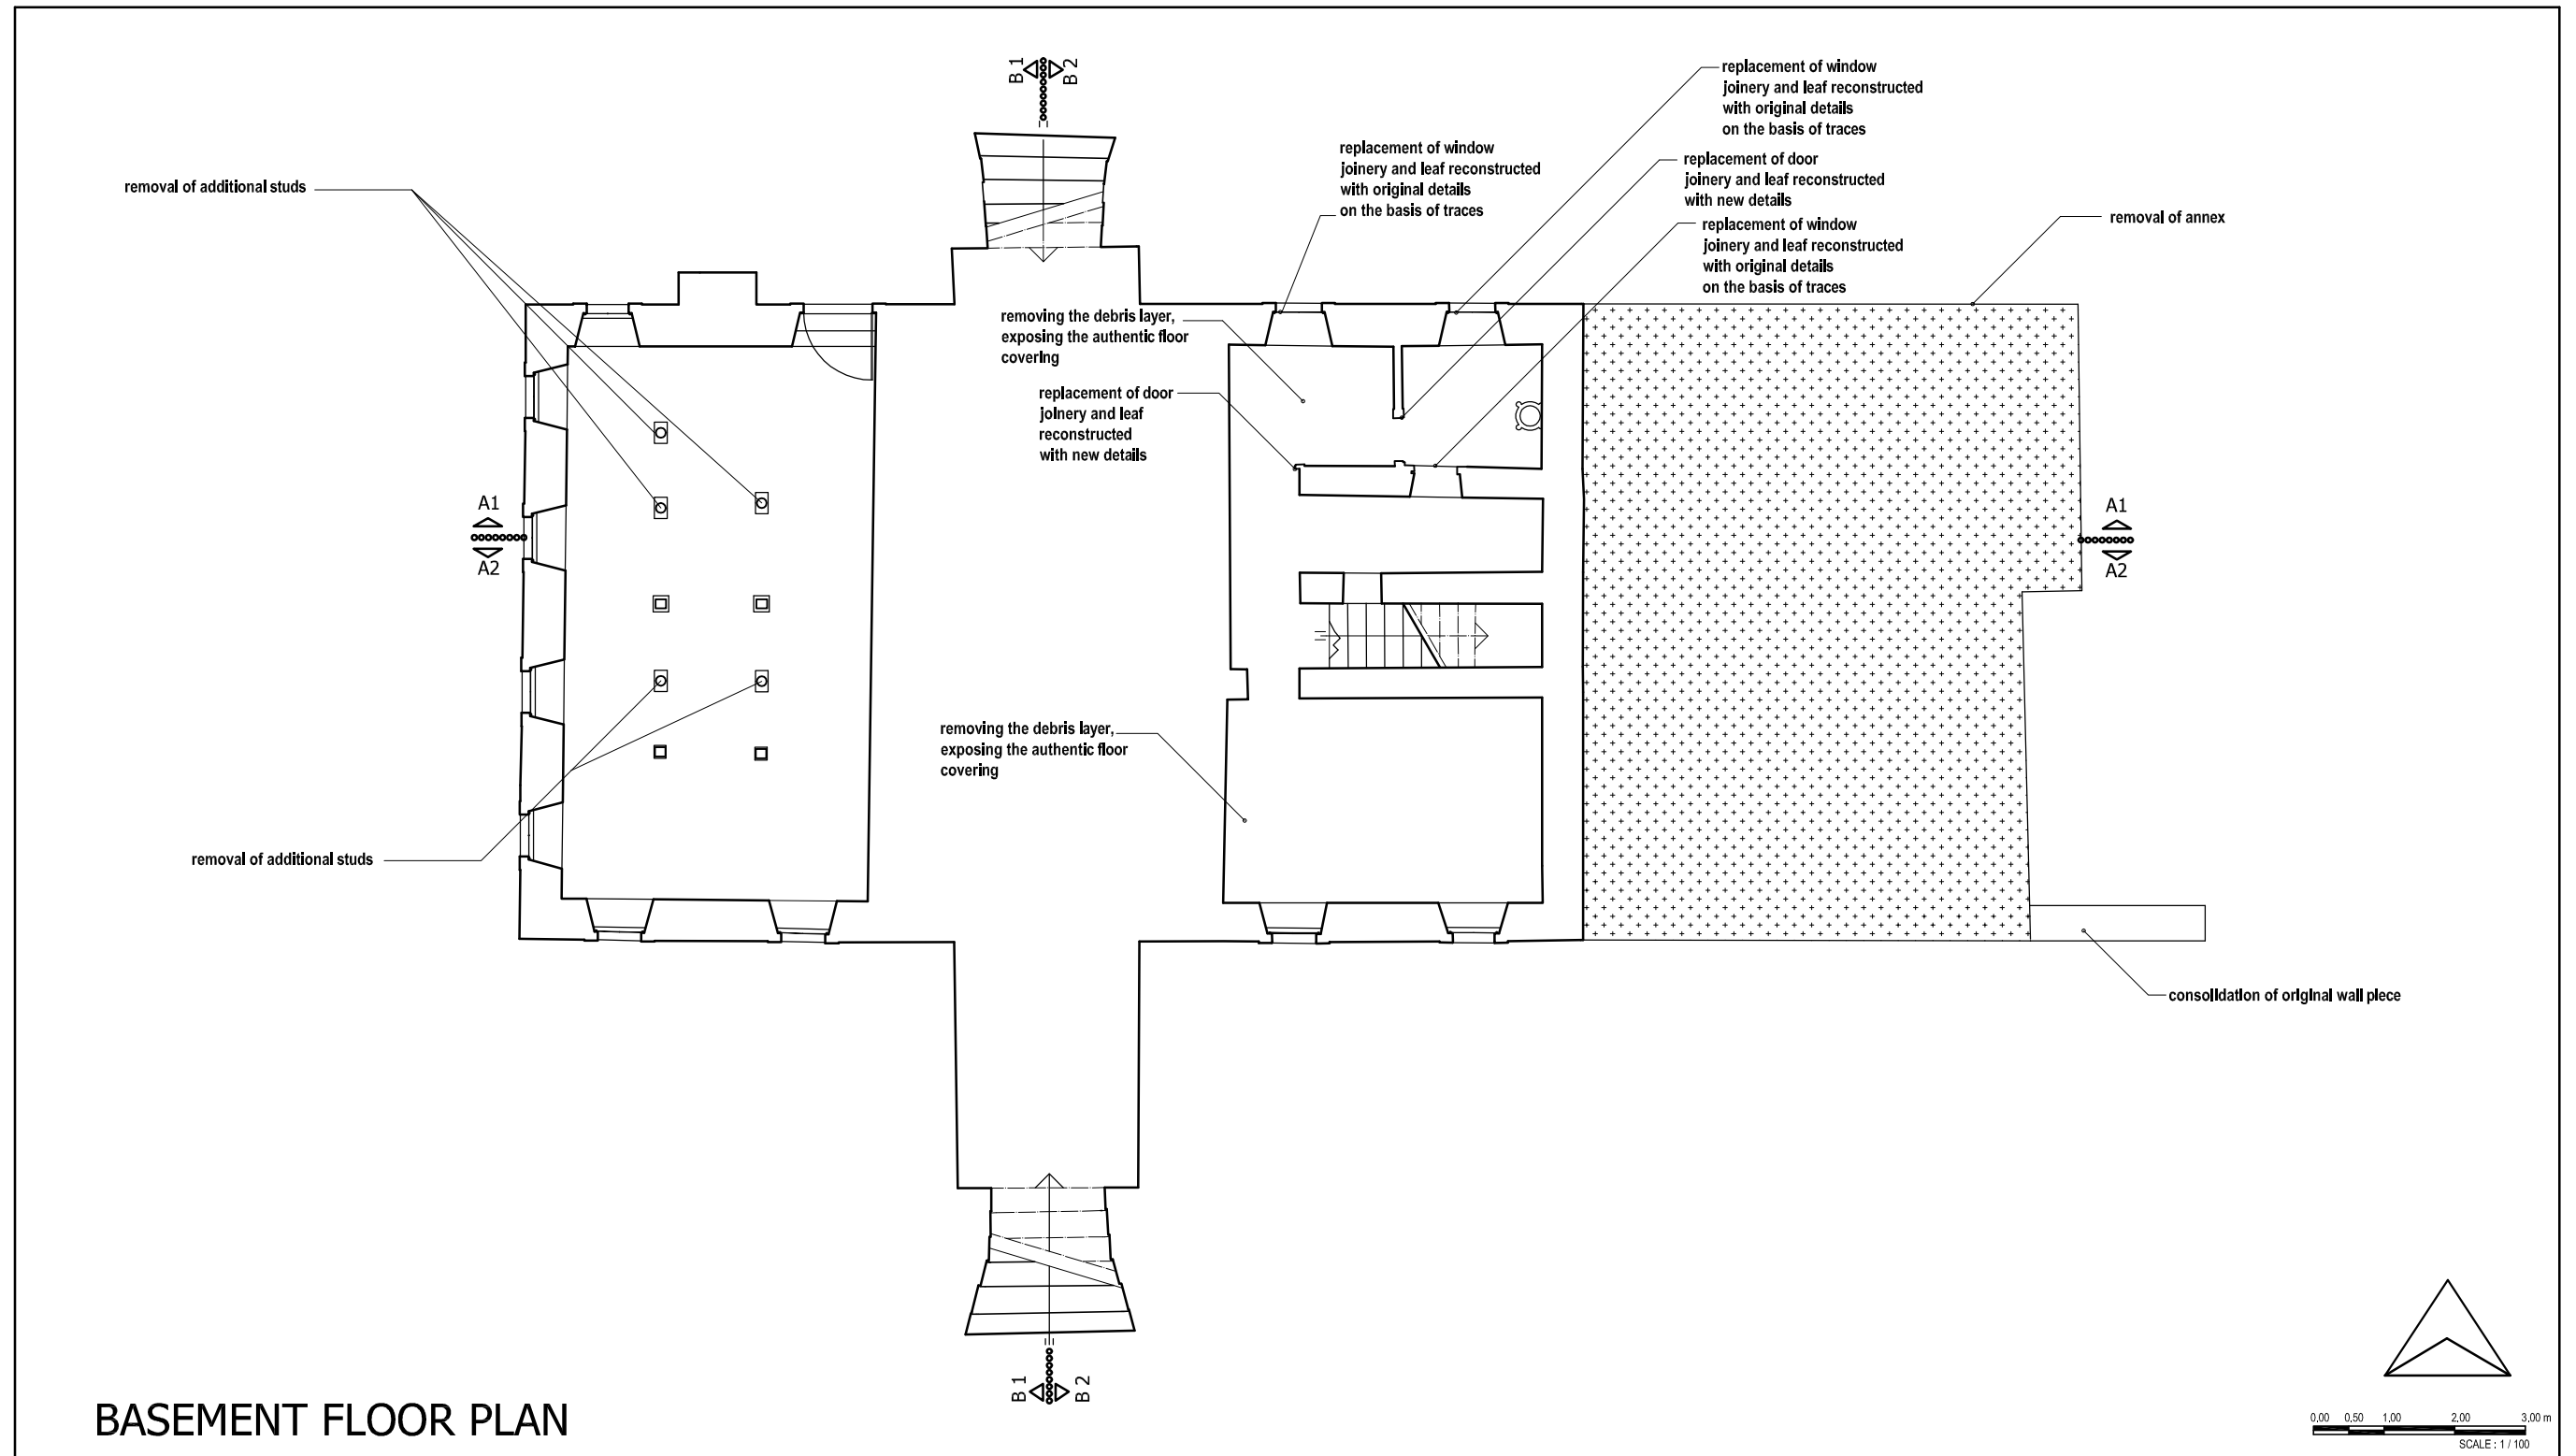 B 1
B 2
replacement of window
joinery and leaf reconstructed
with original details
on the basis of traces
replacement of window
joinery and leaf reconstructed
with original details
on the basis of traces
replacement of door
joinery and leaf reconstructed
with new details
removal of additional studs
removal of annex
replacement of window
joinery and leaf reconstructed
with original details
on the basis of traces
removing the debris layer,
exposing the authentic floor
covering
replacement of door
joinery and leaf
reconstructed
with new details
A1
A2
A1
A2
removing the debris layer,
exposing the authentic floor
covering
removal of additional studs
consolidation of original wall piece
B 1
B 2
BASEMENT FLOOR PLAN
0,00 0,50 1,00 2,00 3,00 m
SCALE : 1 / 100